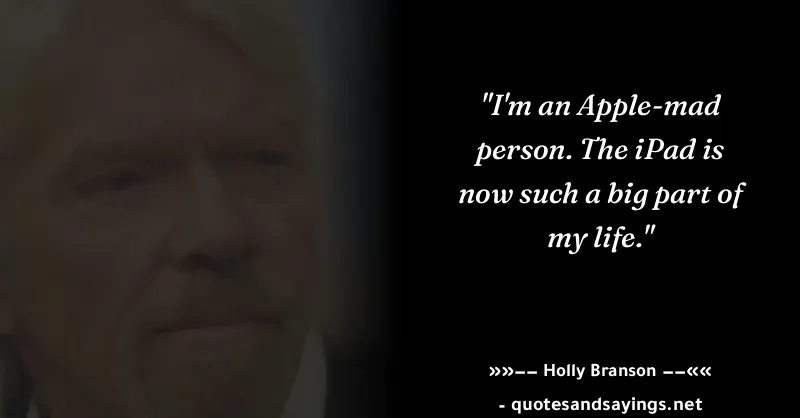 "I'm an Apple-mad
person. The iPad is
now such a big part of
my life."
»»–– Holly Branson ––««
- quotesandsayings.net